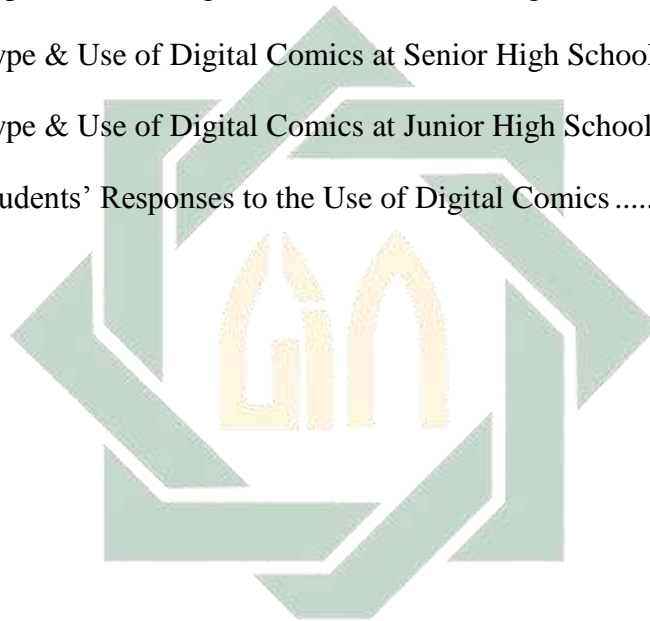 ype & Use of Digital Comics at Senior High School
ype & Use of Digital Comics at Junior High School
udents’ Responses to the Use of Digital Comics .....